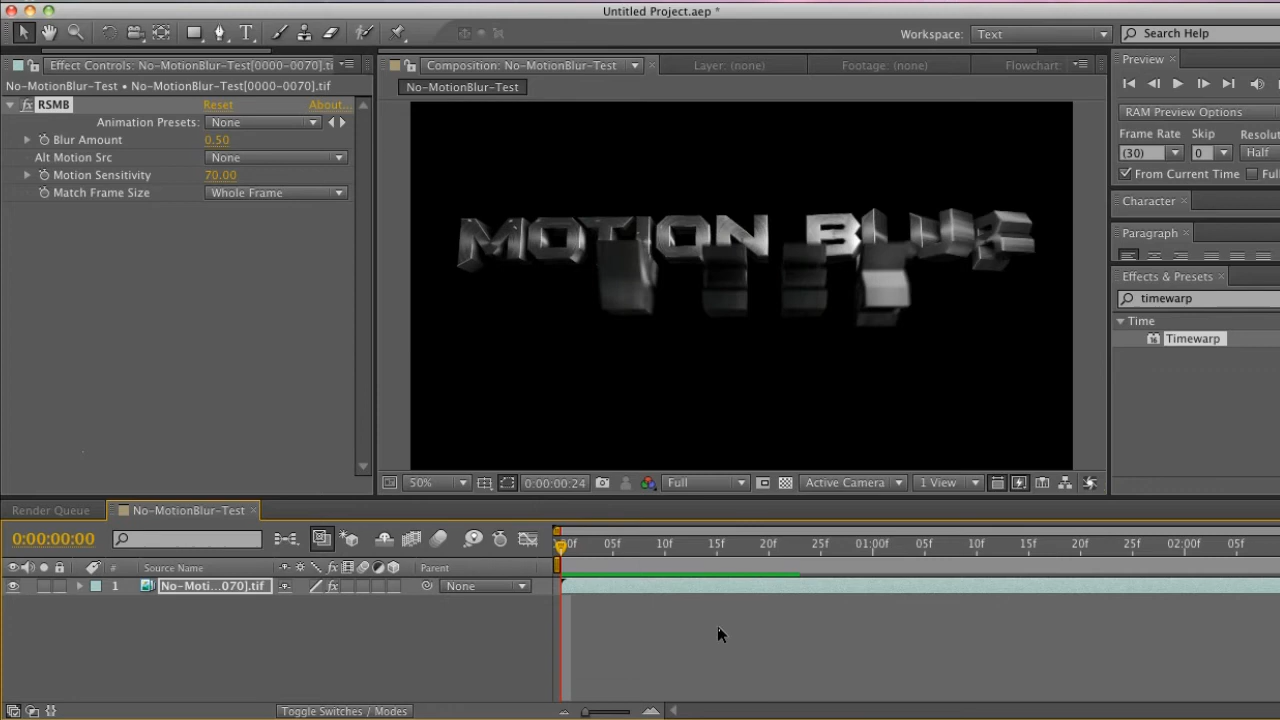 Untitled Project.aep *
Workspace: Text
Search Help
Effect Controls: No-MotionBlur-Test[0000-0070].ti
Composition: No-MotionBlur-Test
Layer: (none)
Footage: (none)
Flowchart:
Preview
No-MotionBlur-Test • No-MotionBlur-Test[0000-0070].tif
No-MotionBlur-Test
fx RSMB
Reset
About...
Animation Presets: None
Blur Amount
0.50
Alt Motion Src
None
Motion Sensitivity
70.00
Match Frame Size
Whole Frame
RAM Preview Options
Frame Rate
Skip
Resolu
(30)
0
Half
From Current Time
Ful
Character
Paragraph
Effects & Presets
timewarp
Time
Timewarp
MOTION BLUR
50%
0:00:00:24
Full
Active Camera
1 View
Render Queue
No-MotionBlur-Test
0:00:00:00
00f
05f
10f
15f
20f
25f
01:00f
05f
10f
15f
20f
25f
02:00f
05f
#
Source Name
fx
Parent
1
No-Moti...070].tif
fx
None
Toggle Switches / Modes